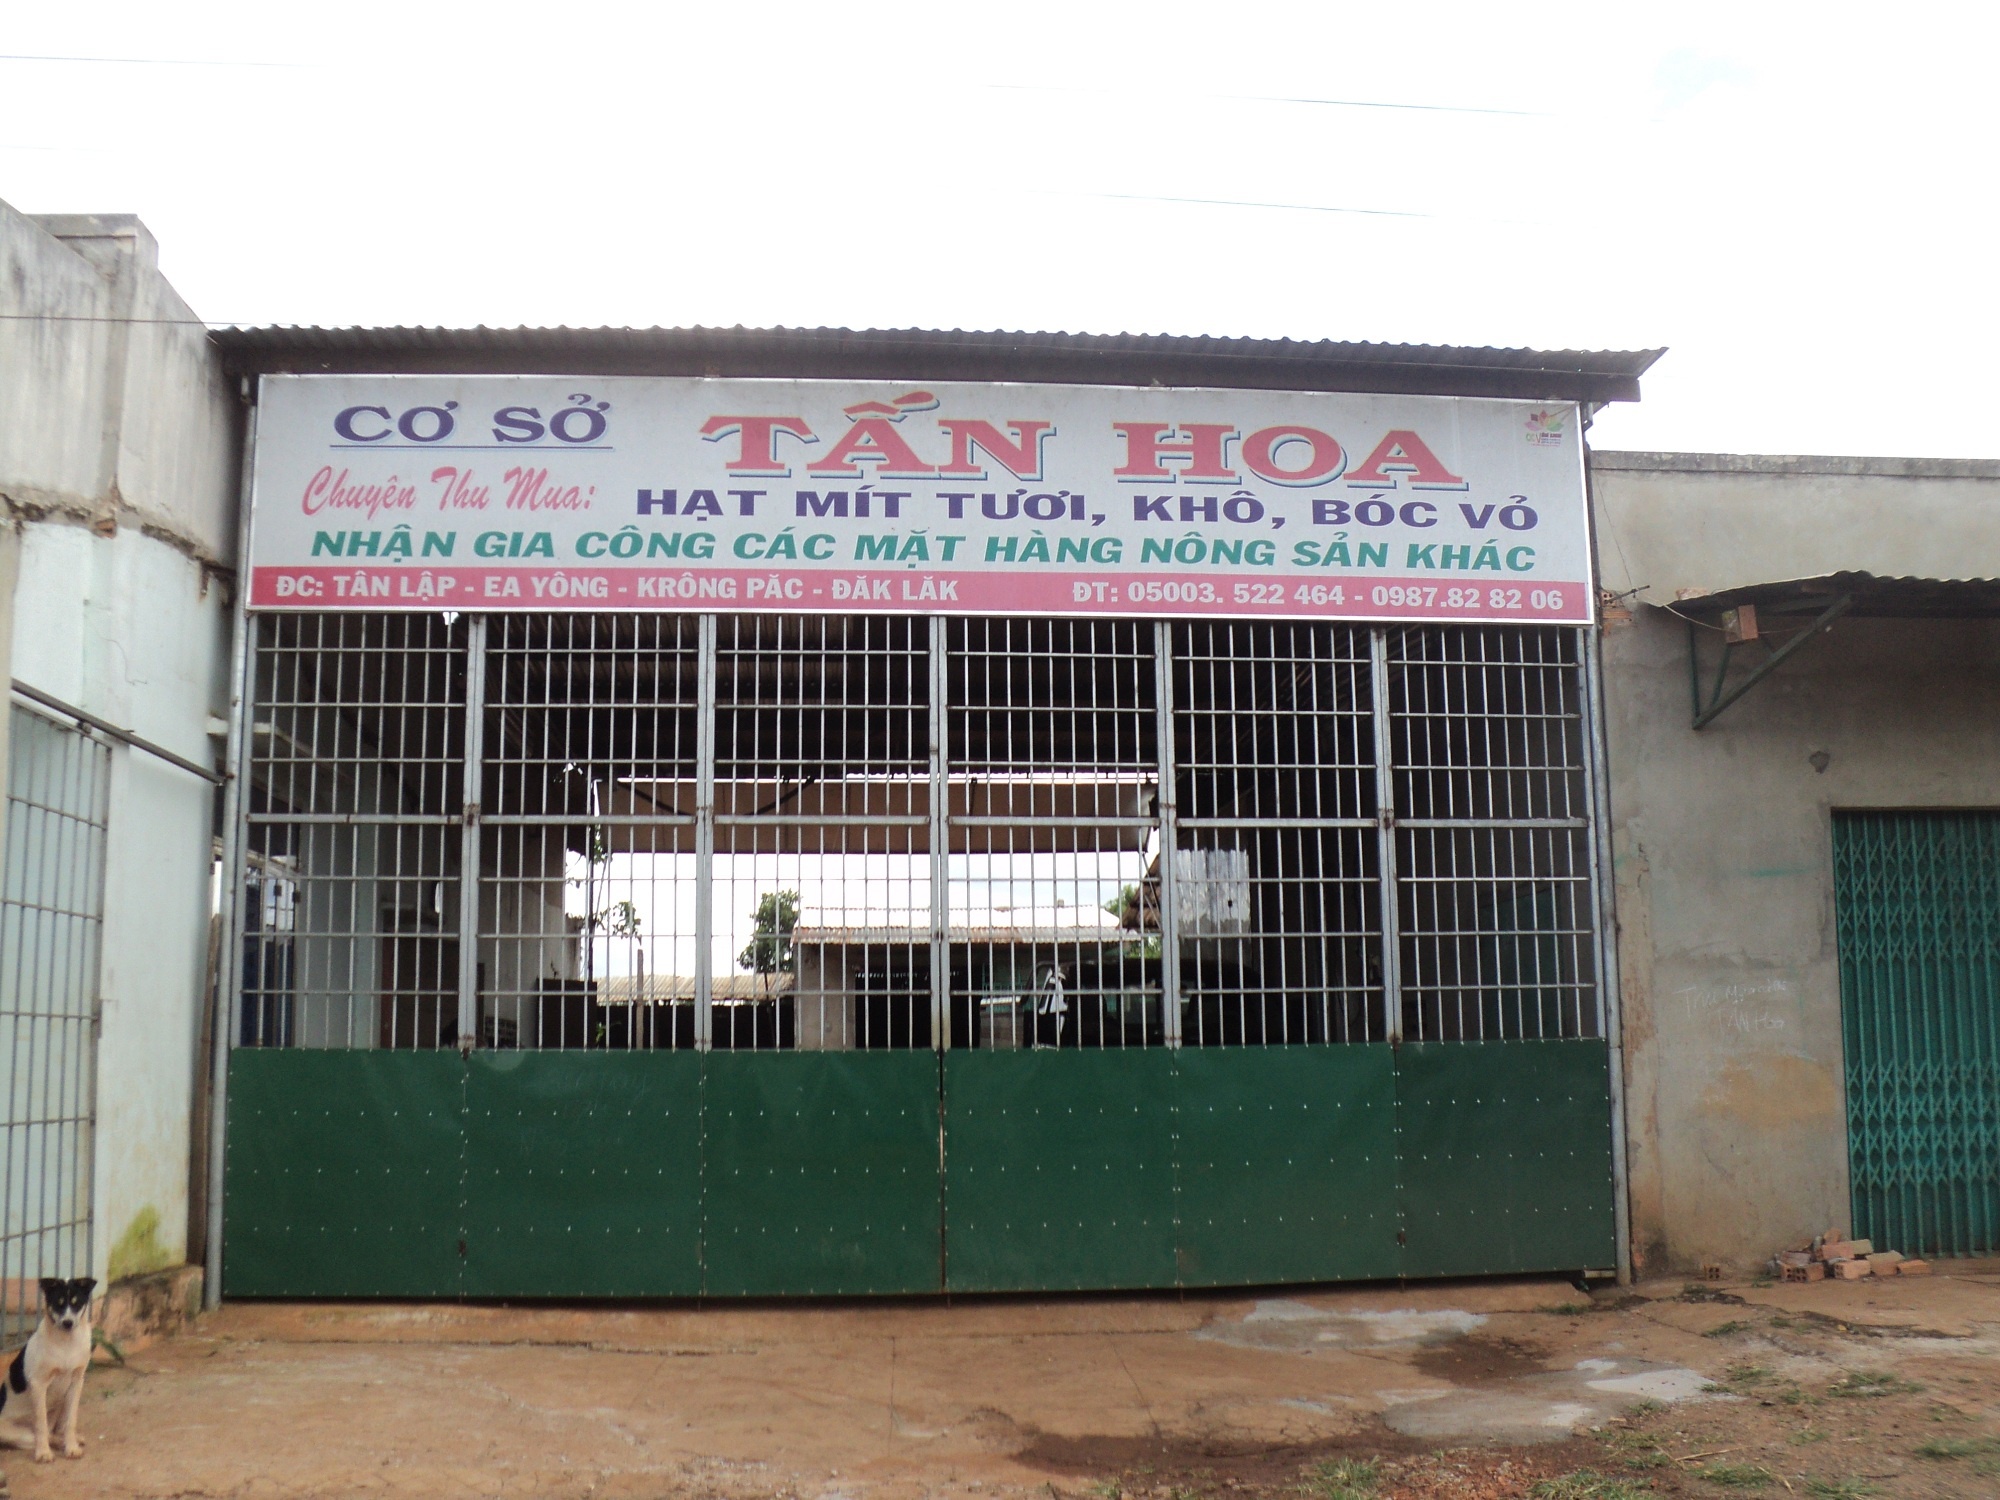 CƠ SỞ TẤN HOA
Chuyên Thu Mua: HẠT MÍT TƯƠI, KHÔ, BÓC VỎ
NHẬN GIA CÔNG CÁC MẶT HÀNG NÔNG SẢN KHÁC
ĐC: TÂN LẬP - EA YÔNG - KRÔNG PĂC - ĐĂK LĂK ĐT: 05003. 522 464 - 0987.82 82 06